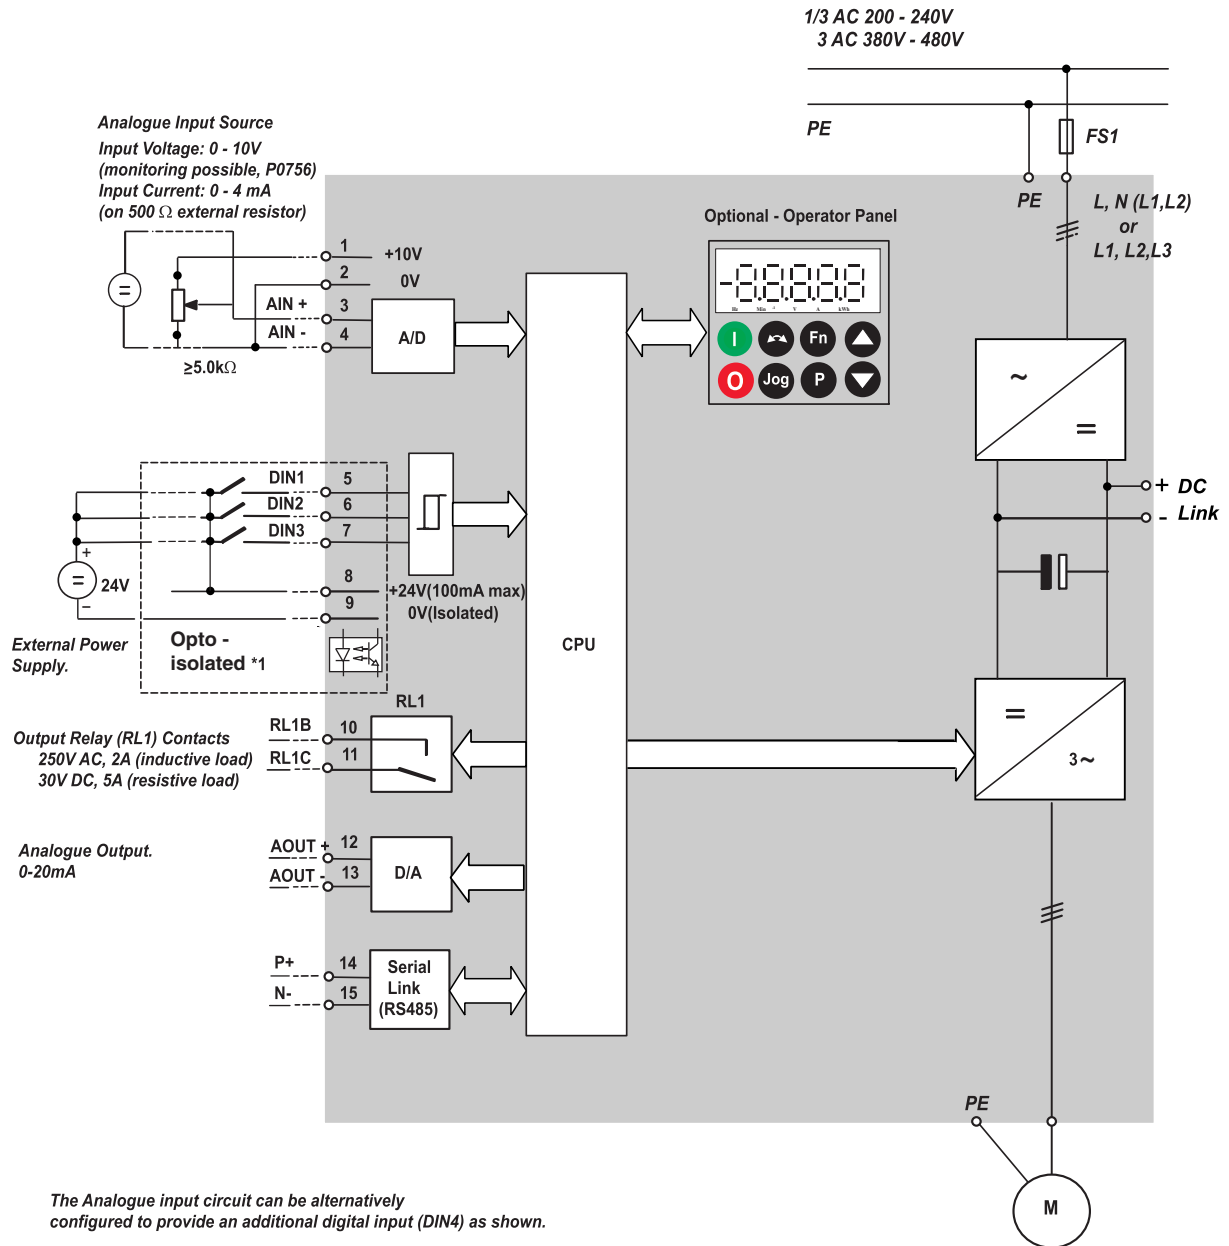 1/3 AC 200 - 240V
3 AC 380V - 480V
PE
FS1
PE
L, N (L1,L2)
or
L1, L2,L3
Analogue Input Source
Input Voltage: 0 - 10V
(monitoring possible, P0756)
Input Current: 0 - 4 mA
(on 500 Ω external resistor)
1
+10V
2
0V
AIN +
3
AIN -
4
A/D
≥5.0kΩ
Optional - Operator Panel
Hz Min -1 V A kWh
I
Fn
O
Jog
P
~
=
+ DC
- Link
DIN1
5
DIN2
6
DIN3
7
8
+24V(100mA max)
9
0V(Isolated)
+
=
24V
–
External Power
Supply.
Opto -
isolated *1
CPU
RL1
RL1B
10
RL1C
11
Output Relay (RL1) Contacts
250V AC, 2A (inductive load)
30V DC, 5A (resistive load)
=
3 ~
Analogue Output.
0-20mA
AOUT +
12
AOUT -
13
D/A
P+
14
N-
15
Serial
Link
(RS485)
PE
M
The Analogue input circuit can be alternatively
configured to provide an additional digital input (DIN4) as shown.